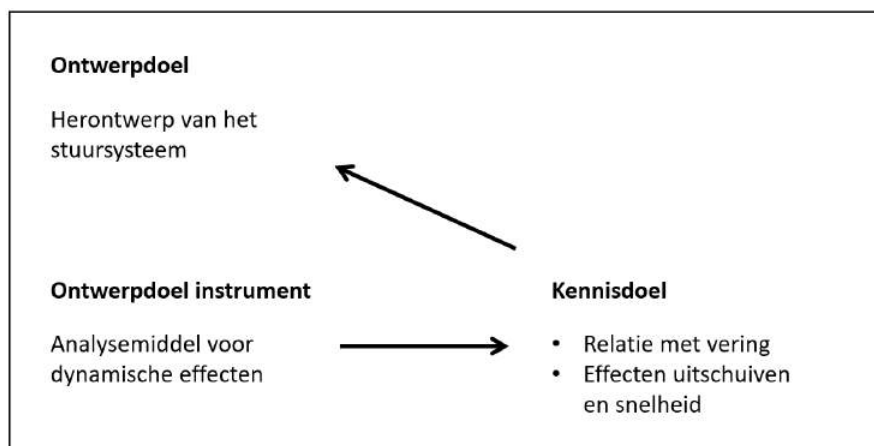 Ontwerpdoel
Herontwerp van het
stuursysteem
Ontwerpdoel instrument
Analysemiddel voor
dynamische effecten
Kennisdoel
• Relatie met vering
• Effecten uitschuiven
en snelheid